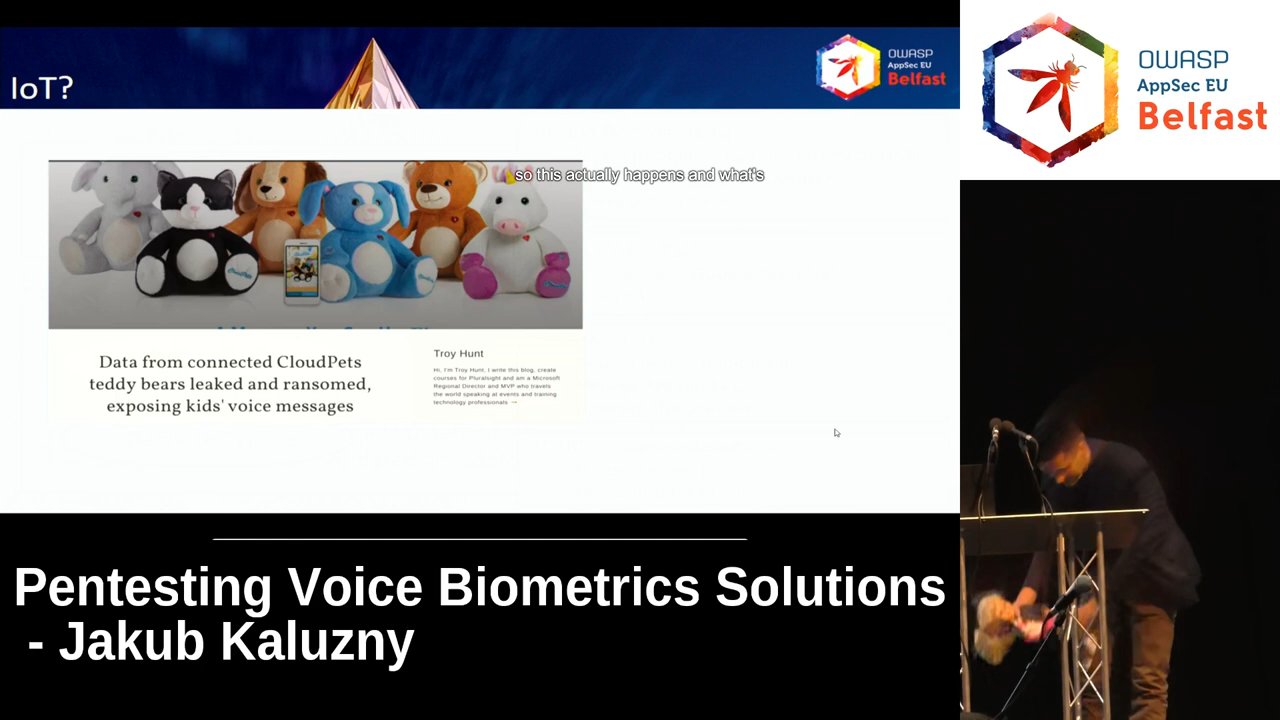 IoT?
OWASP
AppSec EU
Belfast
so this actually happens and what's
Data from connected CloudPets
teddy bears leaked and ransomed,
exposing kids' voice messages
Troy Hunt
Hi, I'm Troy Hunt, I write this blog, create
courses for Pluralsight and am a Microsoft
Regional Director and MVP who travels
the world speaking at events and training
technology professionals →
Pentesting Voice Biometrics Solutions
- Jakub Kaluzny
OWASP
AppSec EU
Belfast